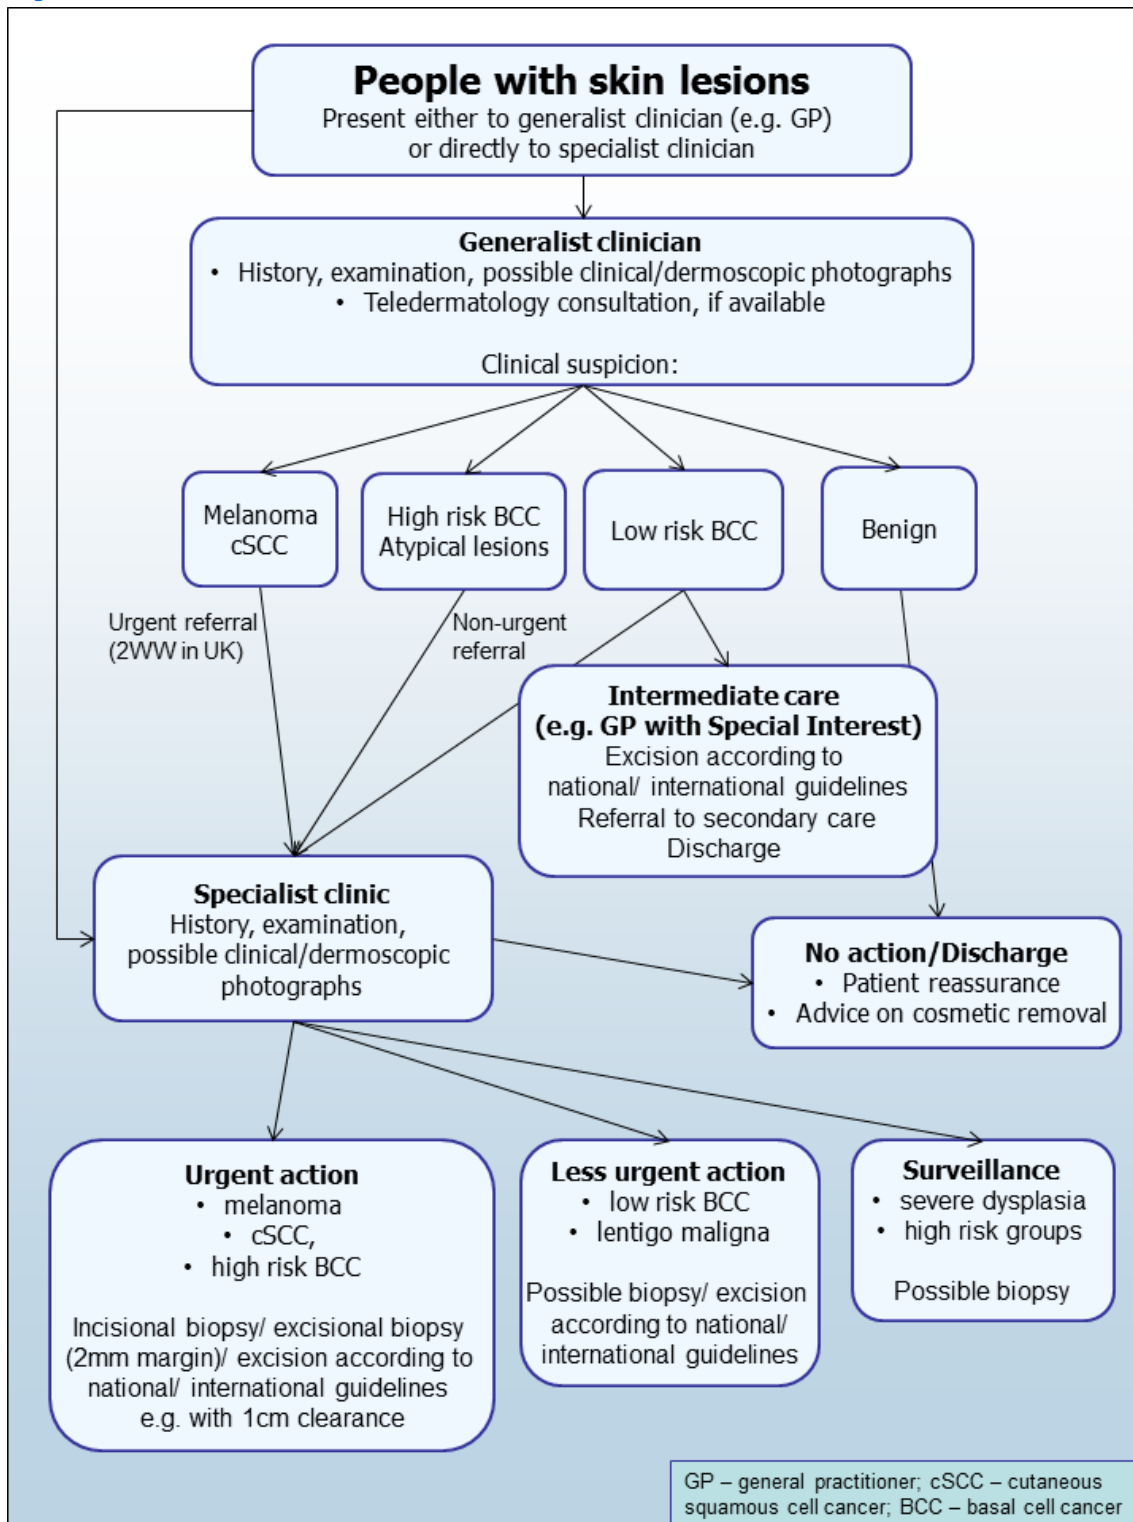 People with skin lesions
Present either to generalist clinician (e.g. GP)
or directly to specialist clinician
Generalist clinician
• History, examination, possible clinical/dermoscopic photographs
• Teledermatology consultation, if available
Clinical suspicion:
Melanoma
cSCC
High risk BCC
Atypical lesions
Low risk BCC
Benign
Urgent referral
(2WW in UK)
Non-urgent
referral
Intermediate care
(e.g. GP with Special Interest)
Excision according to
national/ international guidelines
Referral to secondary care
Discharge
Specialist clinic
History, examination,
possible clinical/dermoscopic
photographs
No action/Discharge
• Patient reassurance
• Advice on cosmetic removal
Urgent action
• melanoma
• cSCC,
• high risk BCC
Incisional biopsy/ excisional biopsy
(2mm margin)/ excision according to
national/ international guidelines
e.g. with 1cm clearance
Less urgent action
• low risk BCC
• lentigo maligna
Possible biopsy/ excision
according to national/
international guidelines
Surveillance
• severe dysplasia
• high risk groups
Possible biopsy
GP – general practitioner; cSCC – cutaneous
squamous cell cancer; BCC – basal cell cancer